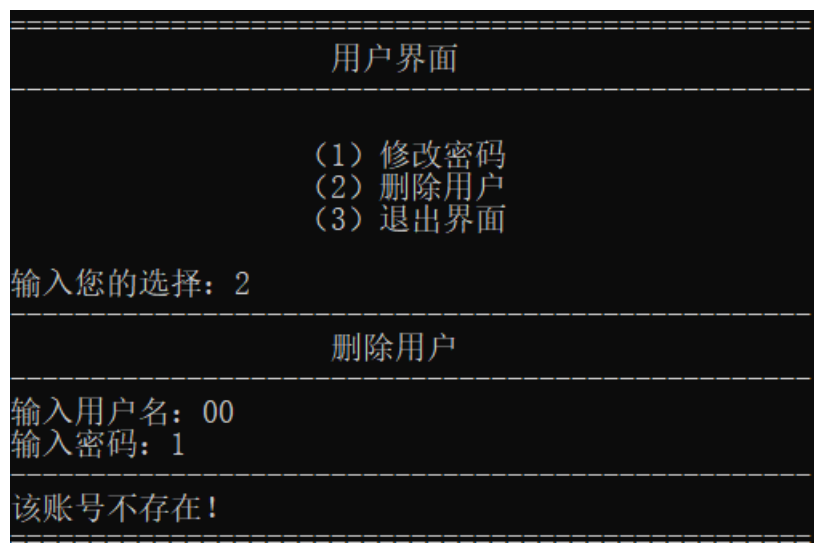 ==================================================
用户界面
--------------------------------------------------
（1）修改密码
（2）删除用户
（3）退出界面
输入您的选择：2
--------------------------------------------------
删除用户
--------------------------------------------------
输入用户名：00
输入密码：1
--------------------------------------------------
该账号不存在！
==================================================